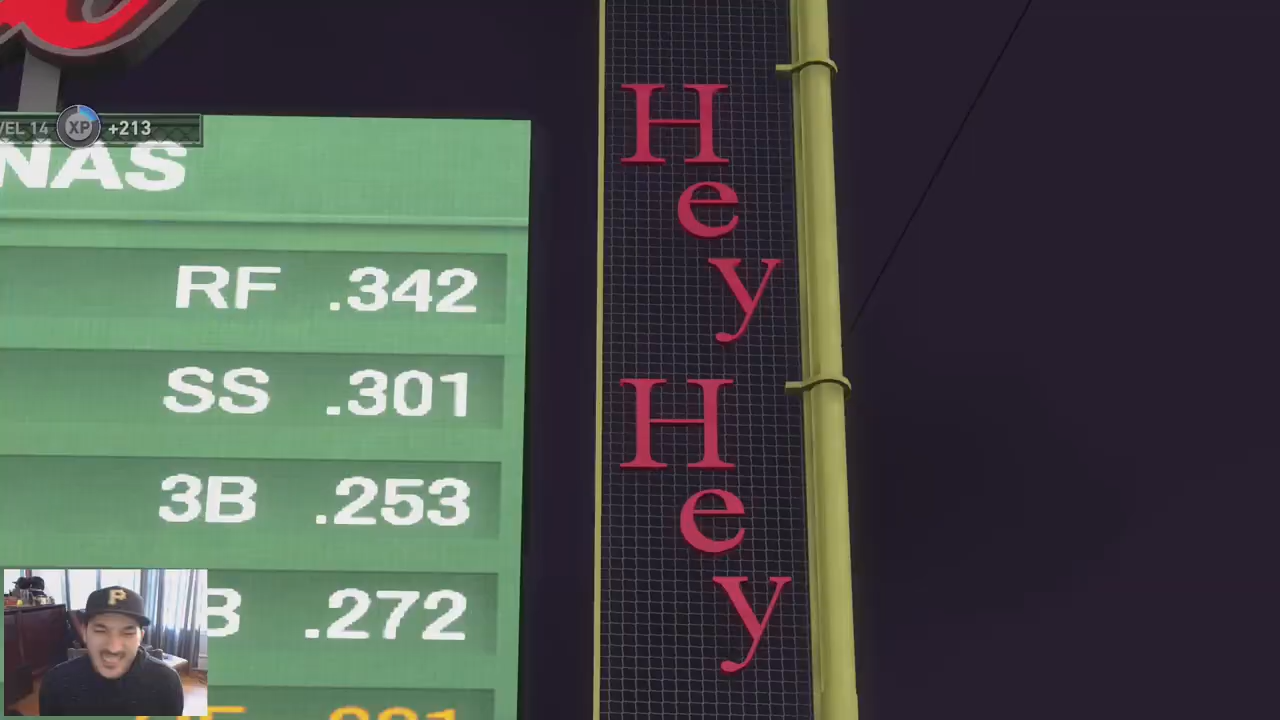 VEL 14 XP +213
NAS
RF .342
SS .301
3B .253
B .272
Hey
Hey
P